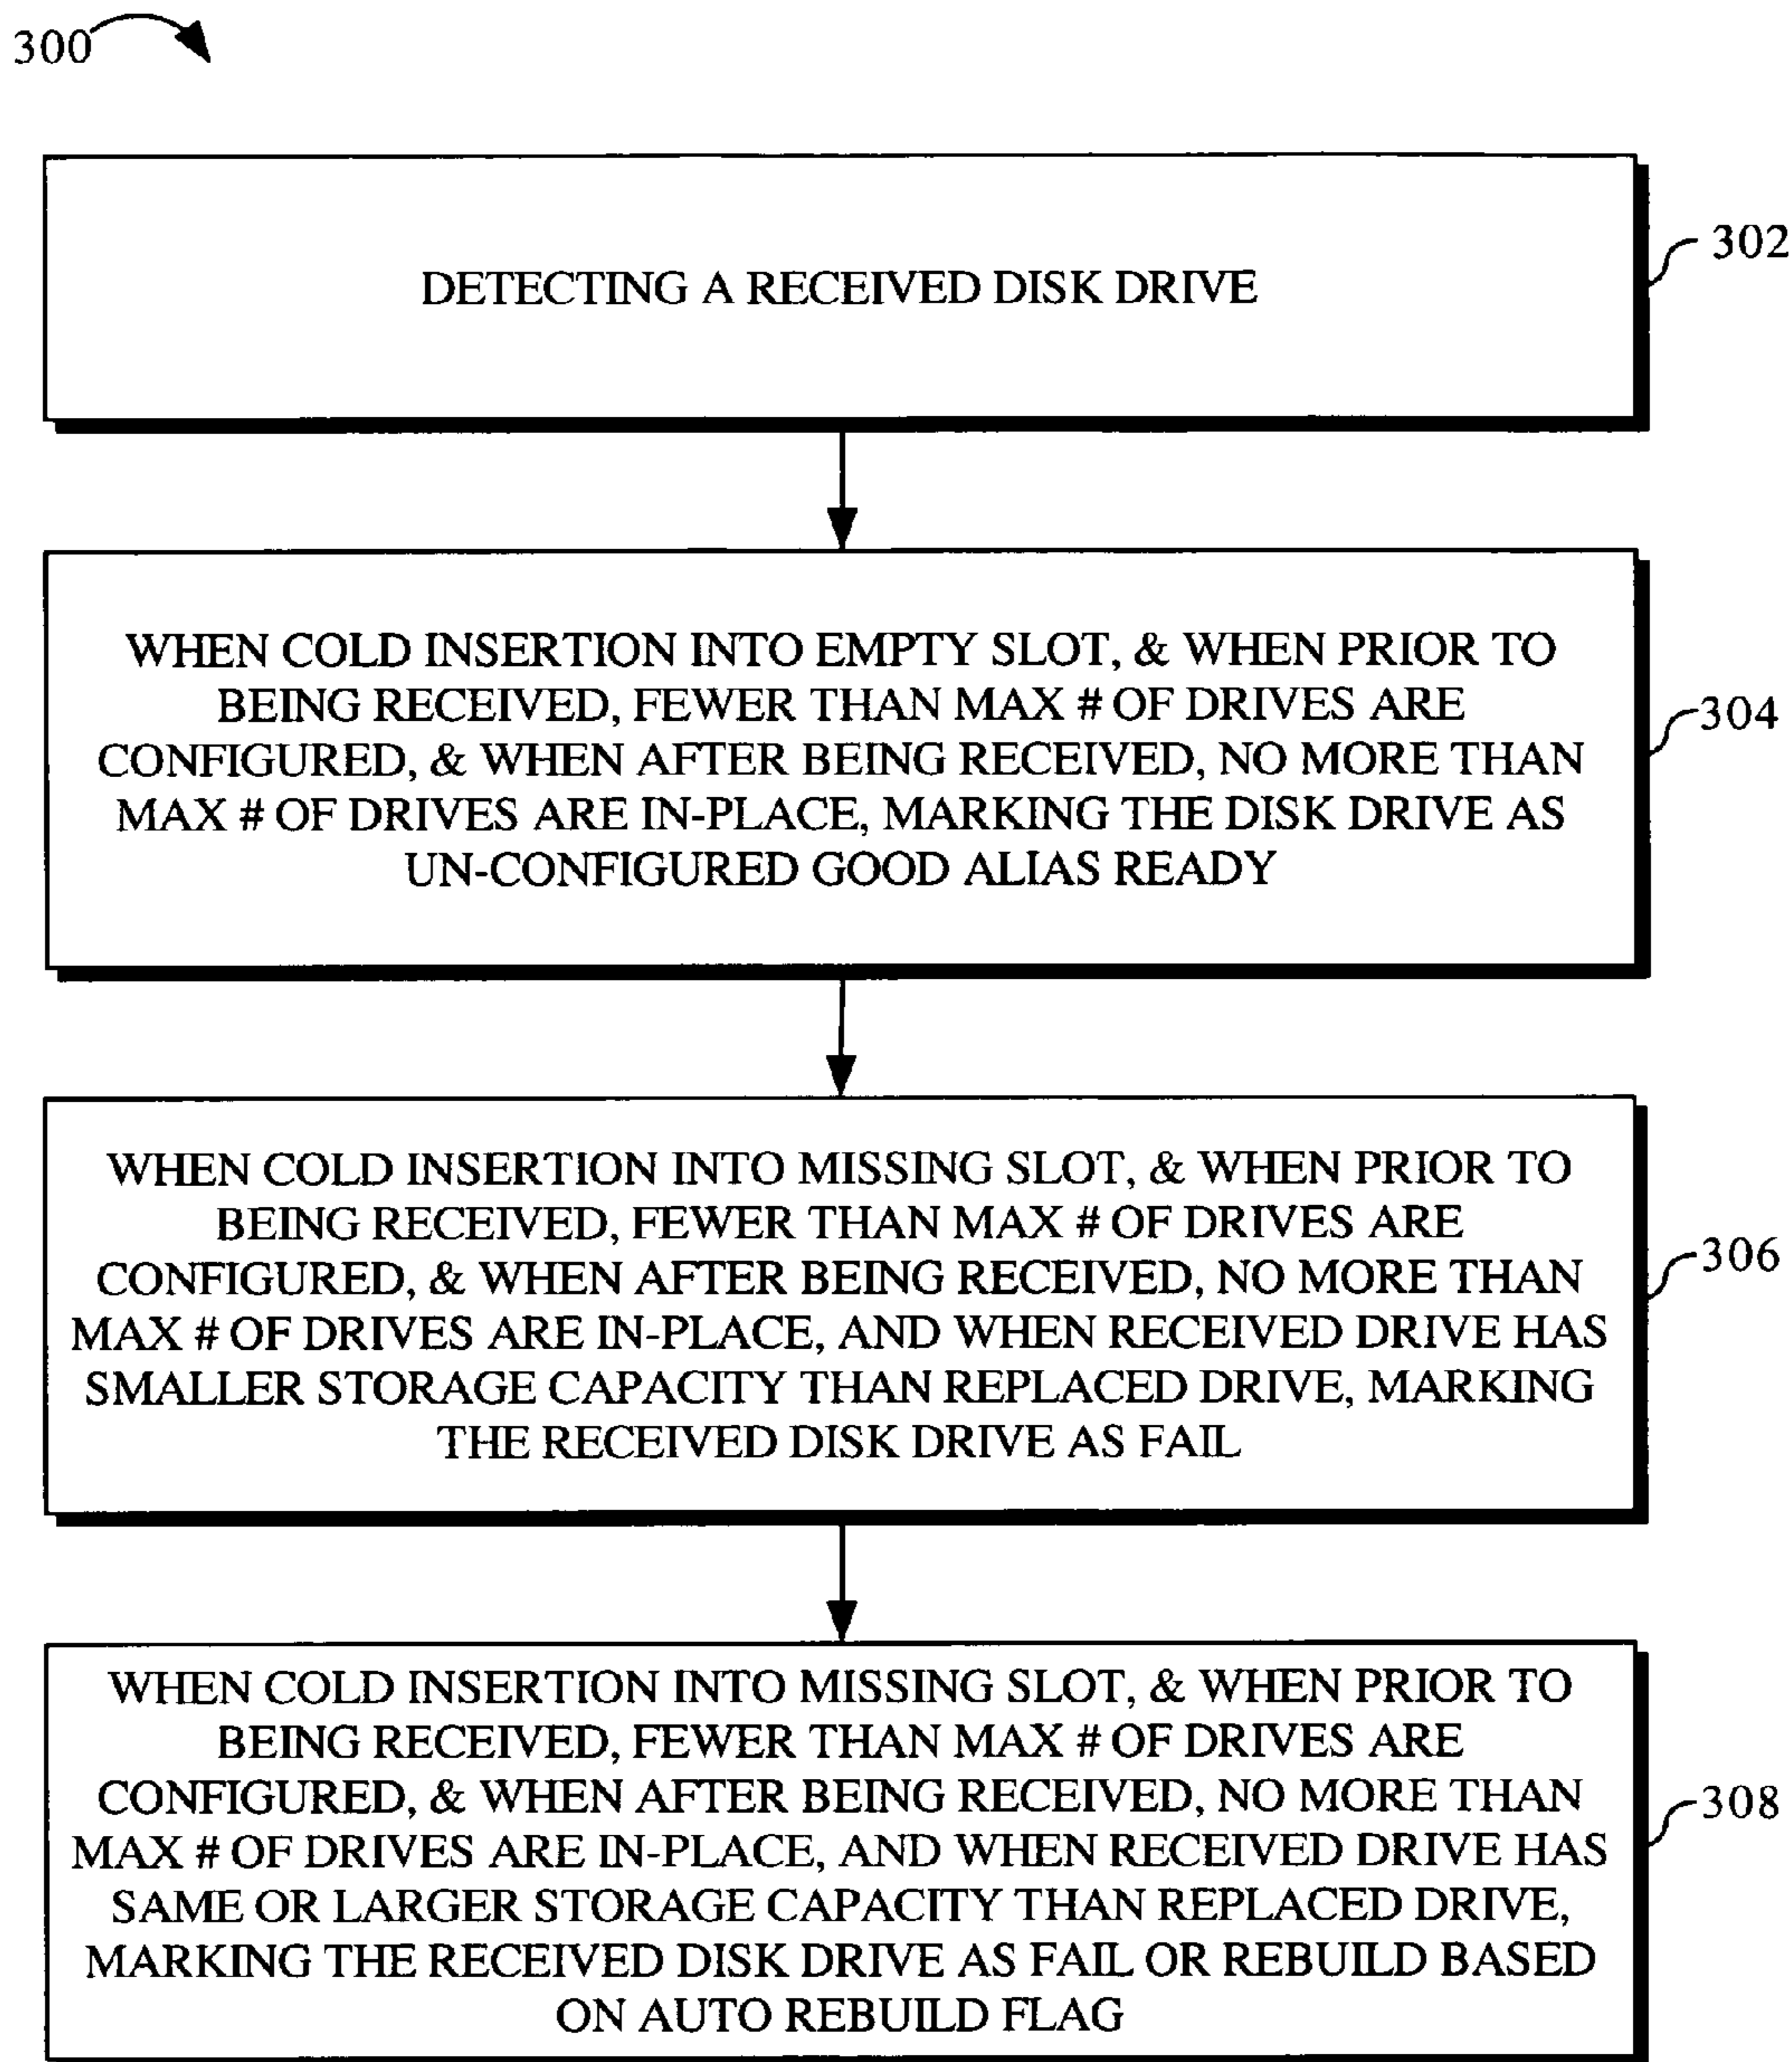 300
DETECTING A RECEIVED DISK DRIVE
302
WHEN COLD INSERTION INTO EMPTY SLOT, & WHEN PRIOR TO
BEING RECEIVED, FEWER THAN MAX # OF DRIVES ARE
CONFIGURED, & WHEN AFTER BEING RECEIVED, NO MORE THAN
MAX # OF DRIVES ARE IN-PLACE, MARKING THE DISK DRIVE AS
UN-CONFIGURED GOOD ALIAS READY
304
WHEN COLD INSERTION INTO MISSING SLOT, & WHEN PRIOR TO
BEING RECEIVED, FEWER THAN MAX # OF DRIVES ARE
CONFIGURED, & WHEN AFTER BEING RECEIVED, NO MORE THAN
MAX # OF DRIVES ARE IN-PLACE, AND WHEN RECEIVED DRIVE HAS
SMALLER STORAGE CAPACITY THAN REPLACED DRIVE, MARKING
THE RECEIVED DISK DRIVE AS FAIL
306
WHEN COLD INSERTION INTO MISSING SLOT, & WHEN PRIOR TO
BEING RECEIVED, FEWER THAN MAX # OF DRIVES ARE
CONFIGURED, & WHEN AFTER BEING RECEIVED, NO MORE THAN
MAX # OF DRIVES ARE IN-PLACE, AND WHEN RECEIVED DRIVE HAS
SAME OR LARGER STORAGE CAPACITY THAN REPLACED DRIVE,
MARKING THE RECEIVED DISK DRIVE AS FAIL OR REBUILD BASED
ON AUTO REBUILD FLAG
308